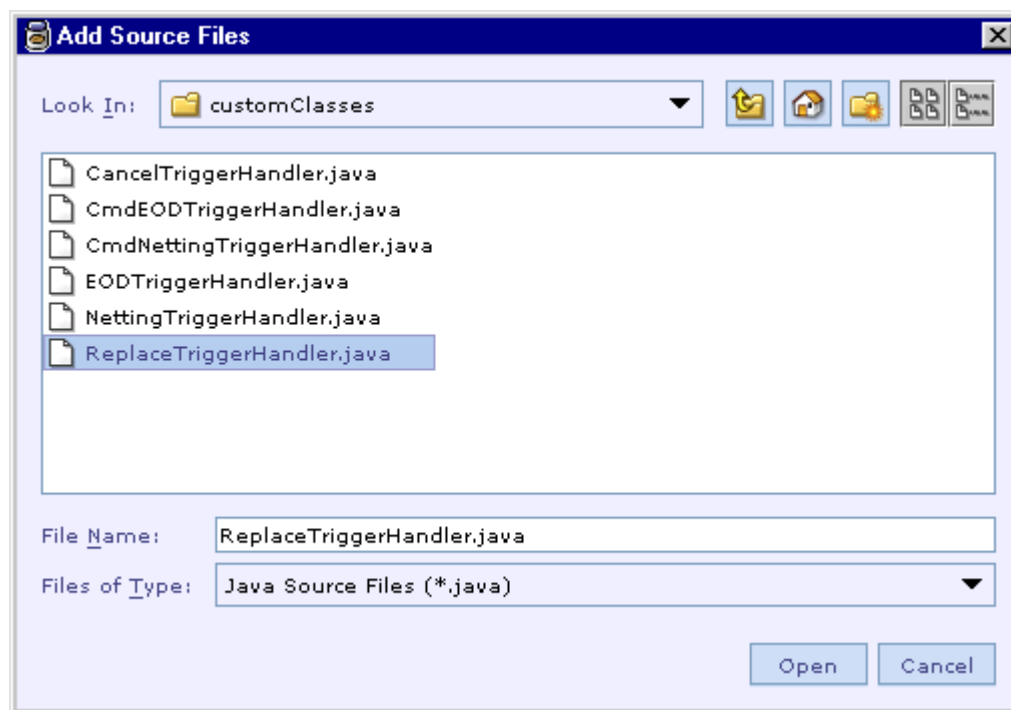 Add Source Files
Look In: customClasses
CancelTriggerHandler.java
CmdEODTriggerHandler.java
CmdNettingTriggerHandler.java
EODTriggerHandler.java
NettingTriggerHandler.java
ReplaceTriggerHandler.java
File Name: ReplaceTriggerHandler.java
Files of Type: Java Source Files (*.java)
Open Cancel